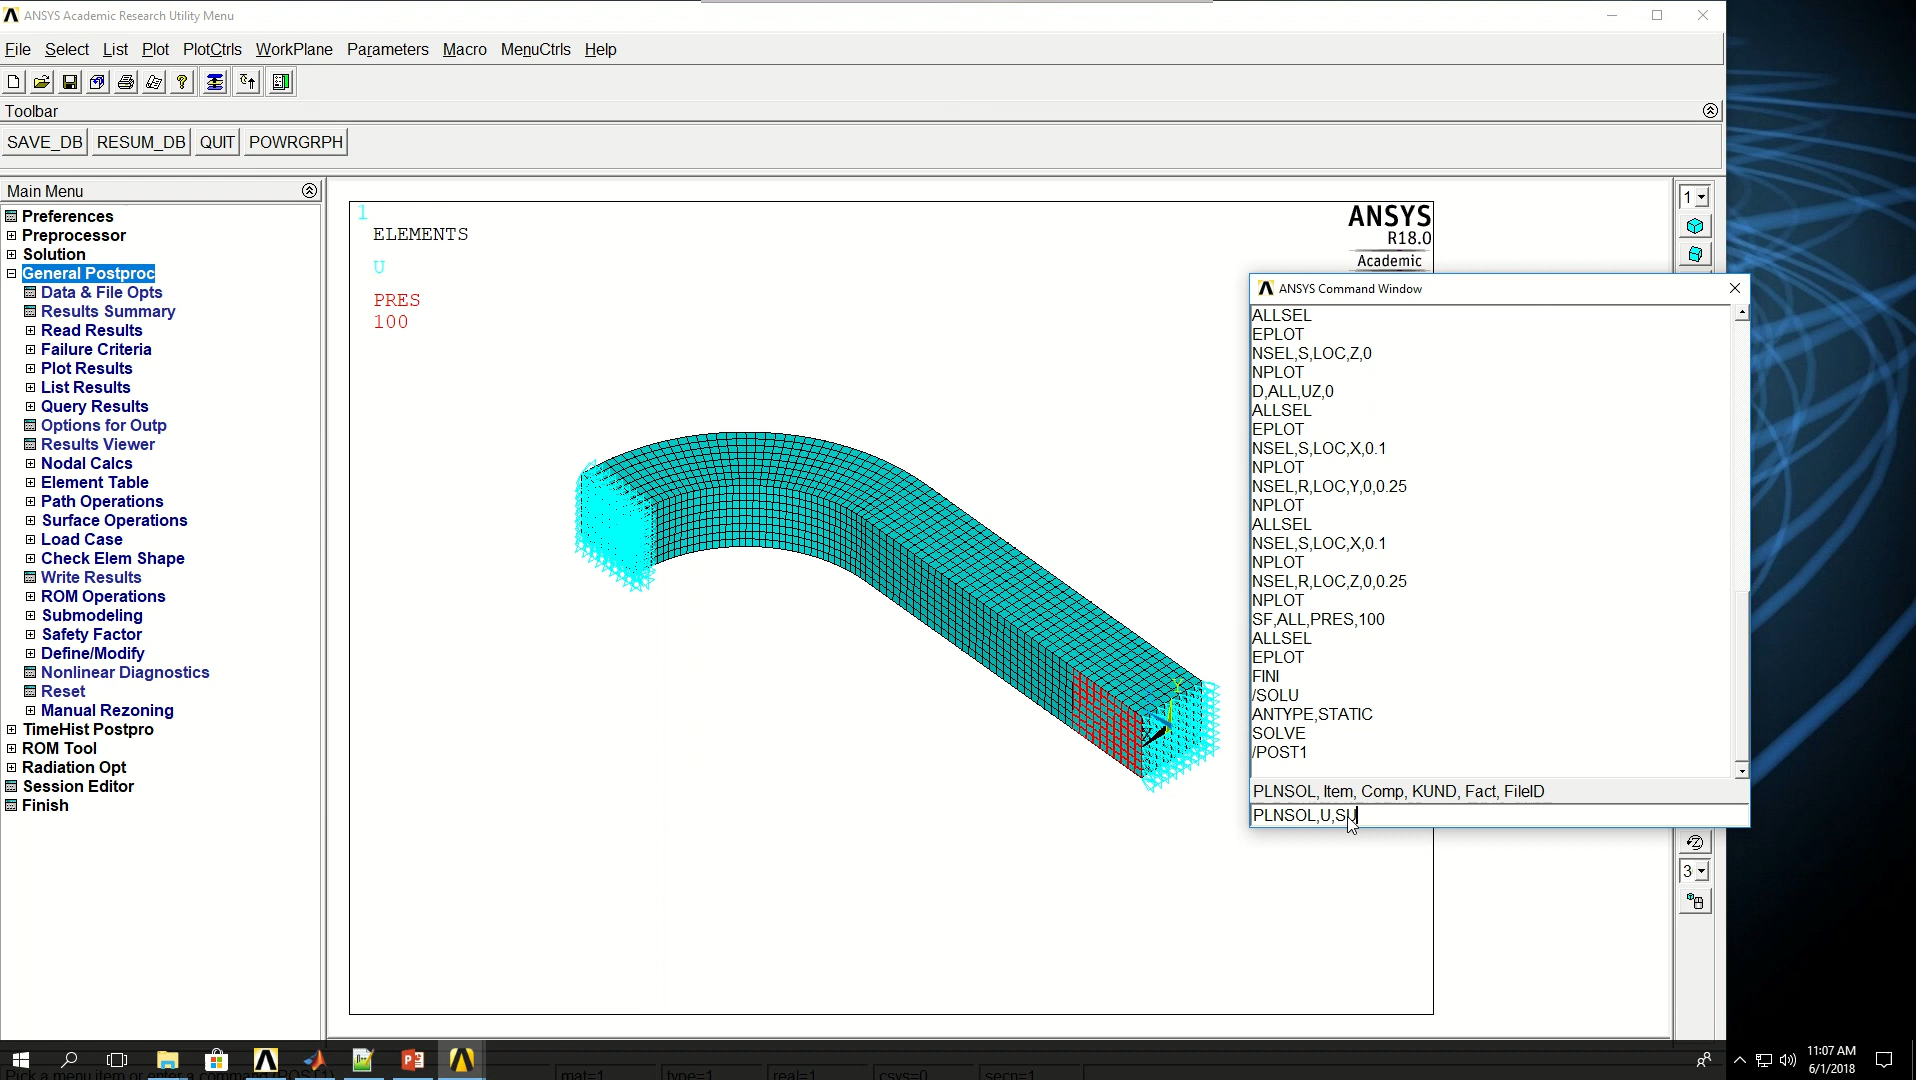 ANSYS Academic Research Utility Menu
File Select List Plot PlotCtrls WorkPlane Parameters Macro MenuCtrls Help
Toolbar
SAVE_DB RESUM_DB QUIT POWRGRPH
Main Menu
Preferences
Preprocessor
Solution
General Postproc
Data & File Opts
Results Summary
Read Results
Failure Criteria
Plot Results
List Results
Query Results
Options for Outp
Results Viewer
Nodal Calcs
Element Table
Path Operations
Surface Operations
Load Case
Check Elem Shape
Write Results
ROM Operations
Submodeling
Safety Factor
Define/Modify
Nonlinear Diagnostics
Reset
Manual Rezoning
TimeHist Postpro
ROM Tool
Radiation Opt
Session Editor
Finish
1
ELEMENTS
U
PRES
100
ANSYS
R18.0
Academic
Y
1
3
ANSYS Command Window
ALLSEL
EPLOT
NSEL,S,LOC,Z,0
NPLOT
D,ALL,UZ,0
ALLSEL
EPLOT
NSEL,S,LOC,X,0.1
NPLOT
NSEL,R,LOC,Y,0,0.25
NPLOT
ALLSEL
NSEL,S,LOC,X,0.1
NPLOT
NSEL,R,LOC,Z,0,0.25
NPLOT
SF,ALL,PRES,100
ALLSEL
EPLOT
FINI
/SOLU
ANTYPE,STATIC
SOLVE
/POST1
PLNSOL, Item, Comp, KUND, Fact, FileID
PLNSOL,U,SU
Pick a menu item or enter a command (POST1) mat=1 type=1 real=1 csys=0 secn=1
11:07 AM
6/1/2018